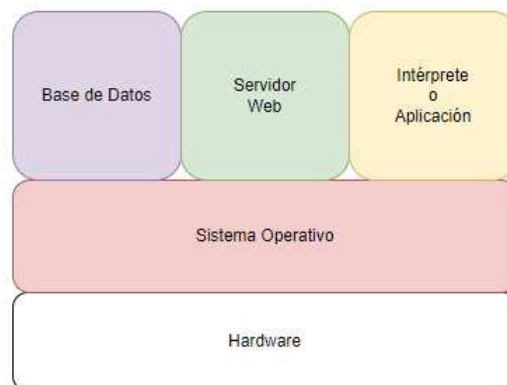 Base de Datos
Servidor
Web
Intérprete
o
Aplicación
Sistema Operativo
Hardware